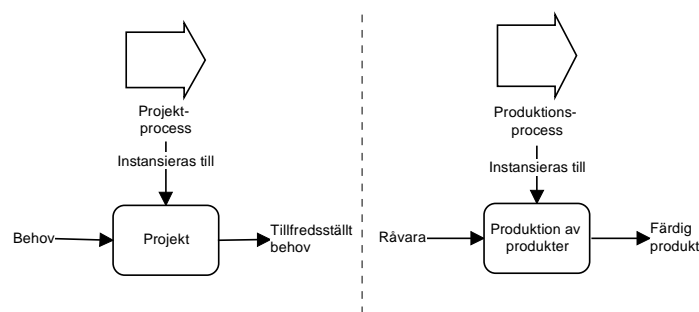 Projekt-
process
Instansieras till
Behov
Projekt
Tillfredsställt
behov
Produktions-
process
Instansieras till
Råvara
Produktion av
produkter
Färdig
produkt